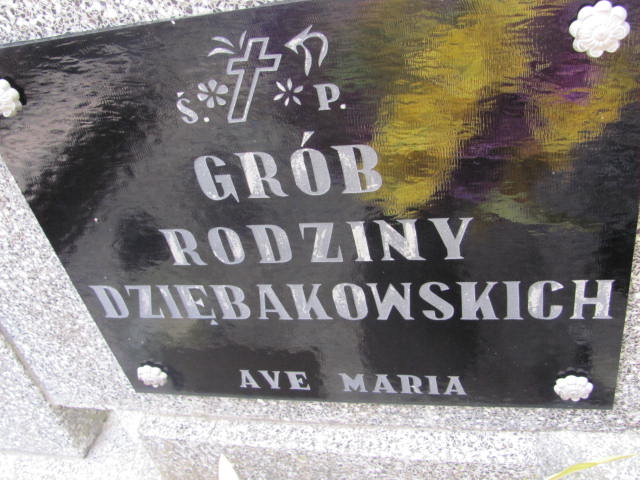 Ś. P.
GRÓB
RODZINY
DZIĘBAKOWSKICH
AVE MARIA